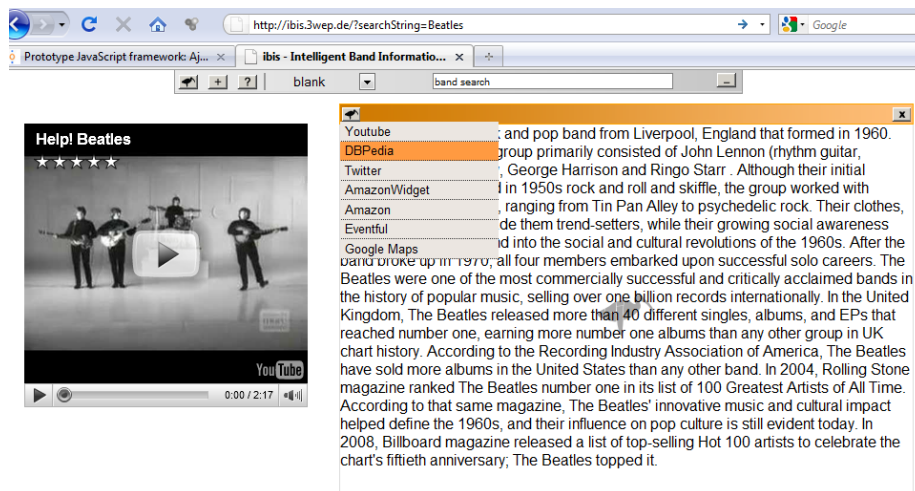 http://ibis.3wep.de/?searchString=Beatles
Google
Prototype JavaScript framework: Aj...
ibis - Intelligent Band Informatio...
+
?
blank
band search
Help! Beatles
YouTube
0:00 / 2:17
x
Youtube
DBPedia
Twitter
AmazonWidget
Amazon
Eventful
Google Maps
and pop band from Liverpool, England that formed in 1960.
group primarily consisted of John Lennon (rhythm guitar,
, George Harrison and Ringo Starr . Although their initial
in 1950s rock and roll and skiffle, the group worked with
, ranging from Tin Pan Alley to psychedelic rock. Their clothes,
de them trend-setters, while their growing social awareness
d into the social and cultural revolutions of the 1960s. After the
band broke up in 1970, all four members embarked upon successful solo careers. The
Beatles were one of the most commercially successful and critically acclaimed bands in
the history of popular music, selling over one billion records internationally. In the United
Kingdom, The Beatles released more than 40 different singles, albums, and EPs that
reached number one, earning more number one albums than any other group in UK
chart history. According to the Recording Industry Association of America, The Beatles
have sold more albums in the United States than any other band. In 2004, Rolling Stone
magazine ranked The Beatles number one in its list of 100 Greatest Artists of All Time.
According to that same magazine, The Beatles' innovative music and cultural impact
helped define the 1960s, and their influence on pop culture is still evident today. In
2008, Billboard magazine released a list of top-selling Hot 100 artists to celebrate the
chart's fiftieth anniversary; The Beatles topped it.